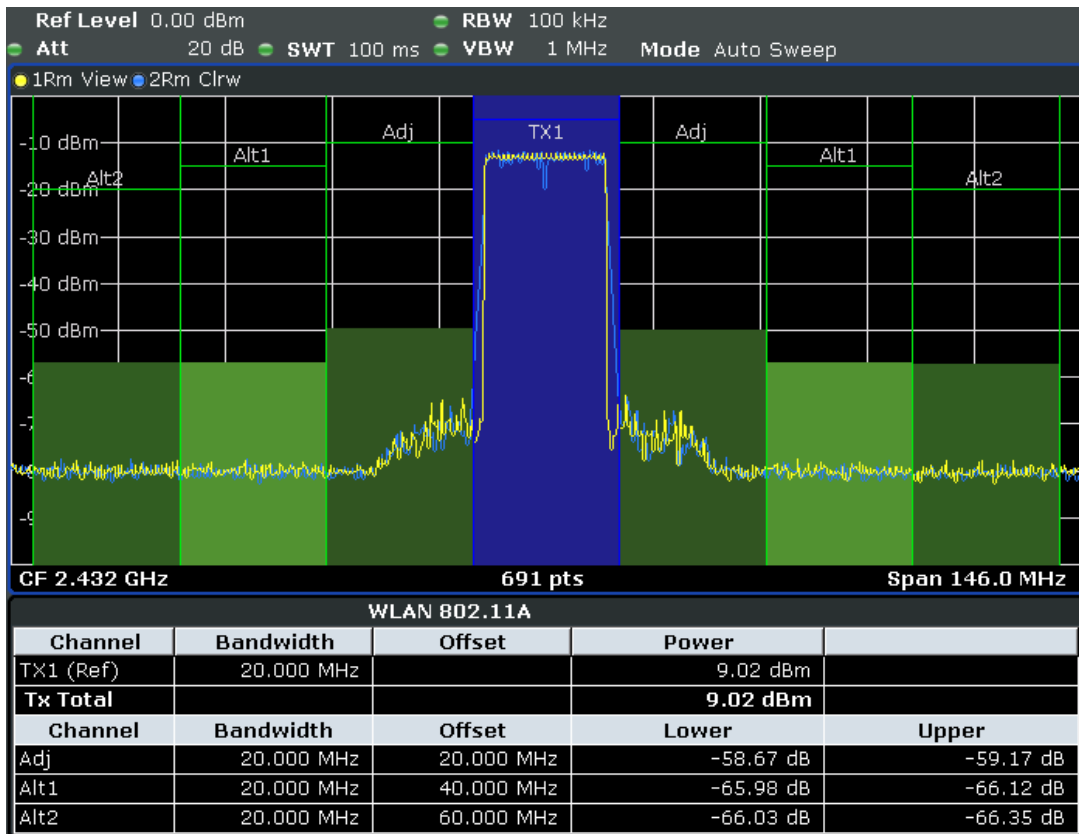 Ref Level 0.00 dBm RBW 100 kHz
Att 20 dB SWT 100 ms VBW 1 MHz Mode Auto Sweep
1Rm View 2Rm Clrw
Adj TX1 Adj
-10 dBm
Alt1 Alt1
Alt2 Alt2
-20 dBm
-30 dBm
-40 dBm
-50 dBm
CF 2.432 GHz 691 pts Span 146.0 MHz
WLAN 802.11A
Channel Bandwidth Offset Power
TX1 (Ref) 20.000 MHz 9.02 dBm
Tx Total 9.02 dBm
Channel Bandwidth Offset Lower Upper
Adj 20.000 MHz 20.000 MHz -58.67 dB -59.17 dB
Alt1 20.000 MHz 40.000 MHz -65.98 dB -66.12 dB
Alt2 20.000 MHz 60.000 MHz -66.03 dB -66.35 dB